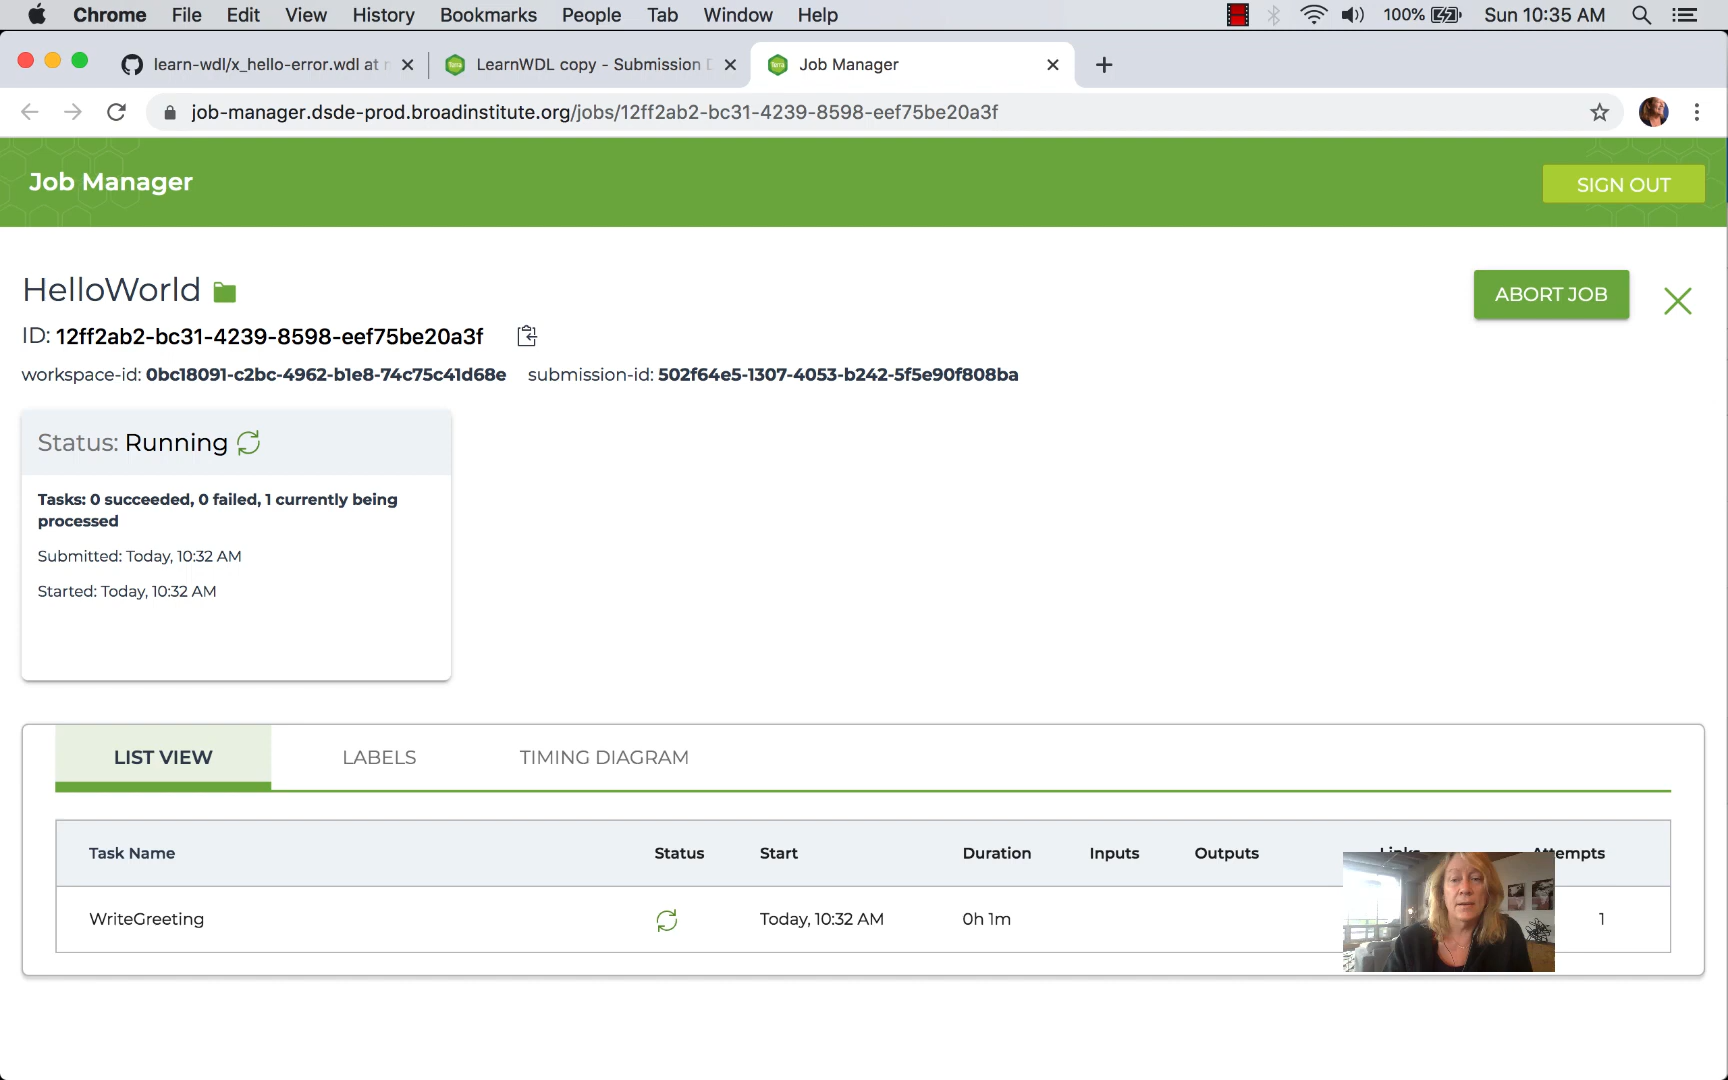 Chrome File Edit View History Bookmarks People Tab Window Help 100% Sun 10:35 AM
learn-wdl/x_hello-error.wdl at LearnWDL copy - Submission Job Manager
job-manager.dsde-prod.broadinstitute.org/jobs/12ff2ab2-bc31-4239-8598-eef75be20a3f
Job Manager SIGN OUT
HelloWorld ABORT JOB
ID: 12ff2ab2-bc31-4239-8598-eef75be20a3f
workspace-id: 0bc18091-c2bc-4962-b1e8-74c75c41d68e submission-id: 502f64e5-1307-4053-b242-5f5e90f808ba
Status: Running
Tasks: 0 succeeded, 0 failed, 1 currently being
processed
Submitted: Today, 10:32 AM
Started: Today, 10:32 AM
LIST VIEW LABELS TIMING DIAGRAM
Task Name Status Start Duration Inputs Outputs Links Attempts
WriteGreeting Today, 10:32 AM 0h 1m 1